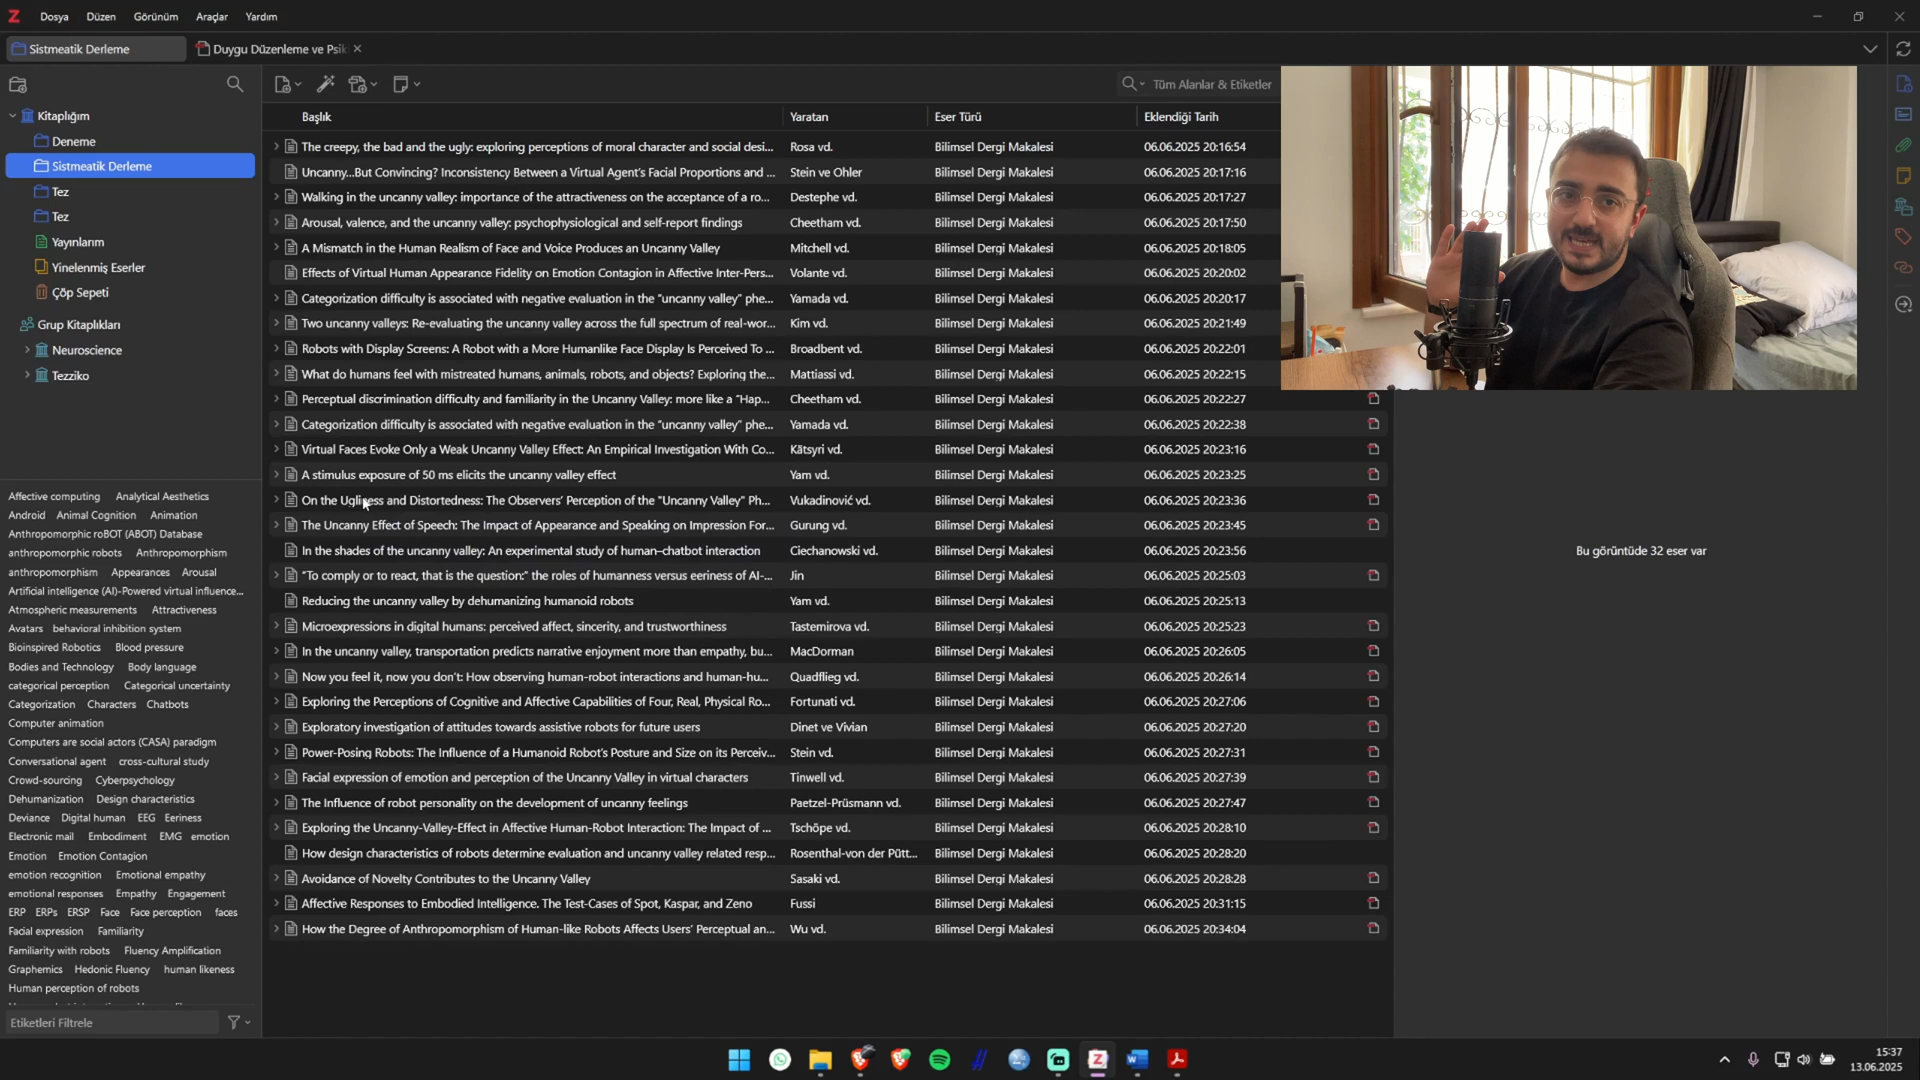 Dosya Düzen Görünüm Araçlar Yardım
Sistmeatik Derleme
Duygu Düzenleme ve Psik
Tüm Alanlar & Etiketler
Kitaplığım
Deneme
Sistmeatik Derleme
Tez
Tez
Yayınlarım
Yinelenmiş Eserler
Çöp Sepeti
Grup Kitaplıkları
Neuroscience
Tezziko
Başlık Yaratan Eser Türü Eklendiği Tarih
The creepy, the bad and the ugly: exploring perceptions of moral character and social desi... Rosa vd. Bilimsel Dergi Makalesi 06.06.2025 20:16:54
Uncanny...But Convincing? Inconsistency Between a Virtual Agent's Facial Proportions and ... Stein ve Ohler Bilimsel Dergi Makalesi 06.06.2025 20:17:16
Walking in the uncanny valley: importance of the attractiveness on the acceptance of a ro... Destephe vd. Bilimsel Dergi Makalesi 06.06.2025 20:17:27
Arousal, valence, and the uncanny valley: psychophysiological and self-report findings Cheetham vd. Bilimsel Dergi Makalesi 06.06.2025 20:17:50
A Mismatch in the Human Realism of Face and Voice Produces an Uncanny Valley Mitchell vd. Bilimsel Dergi Makalesi 06.06.2025 20:18:05
Effects of Virtual Human Appearance Fidelity on Emotion Contagion in Affective Inter-Pers... Volante vd. Bilimsel Dergi Makalesi 06.06.2025 20:20:02
Categorization difficulty is associated with negative evaluation in the "uncanny valley" phe... Yamada vd. Bilimsel Dergi Makalesi 06.06.2025 20:20:17
Two uncanny valleys: Re-evaluating the uncanny valley across the full spectrum of real-wor... Kim vd. Bilimsel Dergi Makalesi 06.06.2025 20:21:49
Robots with Display Screens: A Robot with a More Humanlike Face Display Is Perceived To ... Broadbent vd. Bilimsel Dergi Makalesi 06.06.2025 20:22:01
What do humans feel with mistreated humans, animals, robots, and objects? Exploring the... Mattiassi vd. Bilimsel Dergi Makalesi 06.06.2025 20:22:15
Perceptual discrimination difficulty and familiarity in the Uncanny Valley: more like a "Hap... Cheetham vd. Bilimsel Dergi Makalesi 06.06.2025 20:22:27
Categorization difficulty is associated with negative evaluation in the "uncanny valley" phe... Yamada vd. Bilimsel Dergi Makalesi 06.06.2025 20:22:38
Virtual Faces Evoke Only a Weak Uncanny Valley Effect: An Empirical Investigation With Co... Kätsyri vd. Bilimsel Dergi Makalesi 06.06.2025 20:23:16
A stimulus exposure of 50 ms elicits the uncanny valley effect Yam vd. Bilimsel Dergi Makalesi 06.06.2025 20:23:25
On the Ugliness and Distortedness: The Observers' Perception of the "Uncanny Valley" Ph... Vukadinović vd. Bilimsel Dergi Makalesi 06.06.2025 20:23:36
The Uncanny Effect of Speech: The Impact of Appearance and Speaking on Impression For... Gurung vd. Bilimsel Dergi Makalesi 06.06.2025 20:23:45
In the shades of the uncanny valley: An experimental study of human–chatbot interaction Ciechanowski vd. Bilimsel Dergi Makalesi 06.06.2025 20:23:56
"To comply or to react, that is the question:" the roles of humanness versus eeriness of AI-... Jin Bilimsel Dergi Makalesi 06.06.2025 20:25:03
Reducing the uncanny valley by dehumanizing humanoid robots Yam vd. Bilimsel Dergi Makalesi 06.06.2025 20:25:13
Microexpressions in digital humans: perceived affect, sincerity, and trustworthiness Tastemirova vd. Bilimsel Dergi Makalesi 06.06.2025 20:25:23
In the uncanny valley, transportation predicts narrative enjoyment more than empathy, bu... MacDorman Bilimsel Dergi Makalesi 06.06.2025 20:26:05
Now you feel it, now you don't: How observing human-robot interactions and human-hu... Quadflieg vd. Bilimsel Dergi Makalesi 06.06.2025 20:26:14
Exploring the Perceptions of Cognitive and Affective Capabilities of Four, Real, Physical Ro... Fortunati vd. Bilimsel Dergi Makalesi 06.06.2025 20:27:06
Exploratory investigation of attitudes towards assistive robots for future users Dinet ve Vivian Bilimsel Dergi Makalesi 06.06.2025 20:27:20
Power-Posing Robots: The Influence of a Humanoid Robot's Posture and Size on its Perceiv... Stein vd. Bilimsel Dergi Makalesi 06.06.2025 20:27:31
Facial expression of emotion and perception of the Uncanny Valley in virtual characters Tinwell vd. Bilimsel Dergi Makalesi 06.06.2025 20:27:39
The Influence of robot personality on the development of uncanny feelings Paetzel-Prüsmann vd. Bilimsel Dergi Makalesi 06.06.2025 20:27:47
Exploring the Uncanny-Valley-Effect in Affective Human-Robot Interaction: The Impact of ... Tschöpe vd. Bilimsel Dergi Makalesi 06.06.2025 20:28:10
How design characteristics of robots determine evaluation and uncanny valley related resp... Rosenthal-von der Pütt... Bilimsel Dergi Makalesi 06.06.2025 20:28:20
Avoidance of Novelty Contributes to the Uncanny Valley Sasaki vd. Bilimsel Dergi Makalesi 06.06.2025 20:28:28
Affective Responses to Embodied Intelligence. The Test-Cases of Spot, Kaspar, and Zeno Fussi Bilimsel Dergi Makalesi 06.06.2025 20:31:15
How the Degree of Anthropomorphism of Human-like Robots Affects Users' Perceptual an... Wu vd. Bilimsel Dergi Makalesi 06.06.2025 20:34:04
Bu görüntüde 32 eser var
Affective computing Analytical Aesthetics
Android Animal Cognition Animation
Anthropomorphic roBOT (ABOT) Database
anthropomorphic robots Anthropomorphism
anthropomorphism Appearances Arousal
Artificial intelligence (AI)-Powered virtual influence...
Atmospheric measurements Attractiveness
Avatars behavioral inhibition system
Bioinspired Robotics Blood pressure
Bodies and Technology Body language
categorical perception Categorical uncertainty
Categorization Characters Chatbots
Computer animation
Computers are social actors (CASA) paradigm
Conversational agent cross-cultural study
Crowd-sourcing Cyberpsychology
Dehumanization Design characteristics
Deviance Digital human EEG Eeriness
Electronic mail Embodiment EMG emotion
Emotion Emotion Contagion
emotion recognition Emotional empathy
emotional responses Empathy Engagement
ERP ERPs ERSP Face Face perception faces
Facial expression Familiarity
Familiarity with robots Fluency Amplification
Graphemics Hedonic Fluency human likeness
Human perception of robots
Etiketleri Filtrele
15:37
13.06.2025